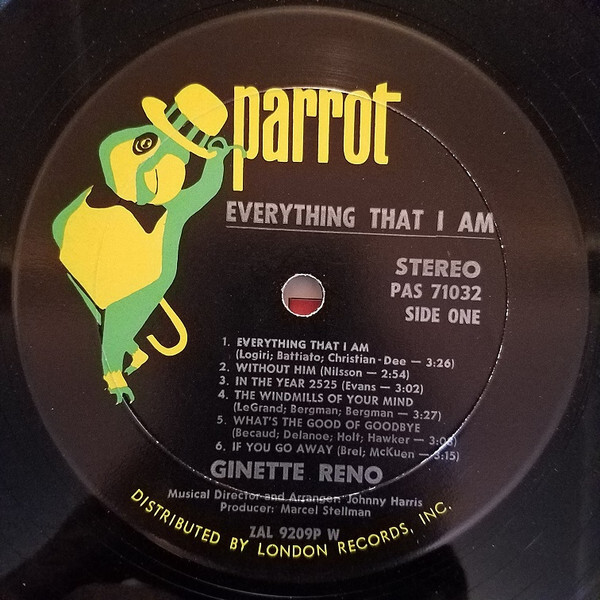 parrot
EVERYTHING THAT I AM
STEREO
PAS 71032
SIDE ONE
1. EVERYTHING THAT I AM
(Logiri; Battiato; Christian-Dee — 3:26)
2. WITHOUT HIM (Nilsson — 2:54)
3. IN THE YEAR 2525 (Evans — 3:02)
4. THE WINDMILLS OF YOUR MIND
(LeGrand; Bergman; Bergman — 3:27)
5. WHAT'S THE GOOD OF GOODBYE
(Becaud; Delanoe; Holt; Hawker —
6. IF YOU GO AWAY (Brel; McKuen — 3:15)
GINETTE RENO
Musical Director and Arranger: Johnny Harris
Producer: Marcel Stellman
ZAL 9209P W
DISTRIBUTED BY LONDON RECORDS, INC.